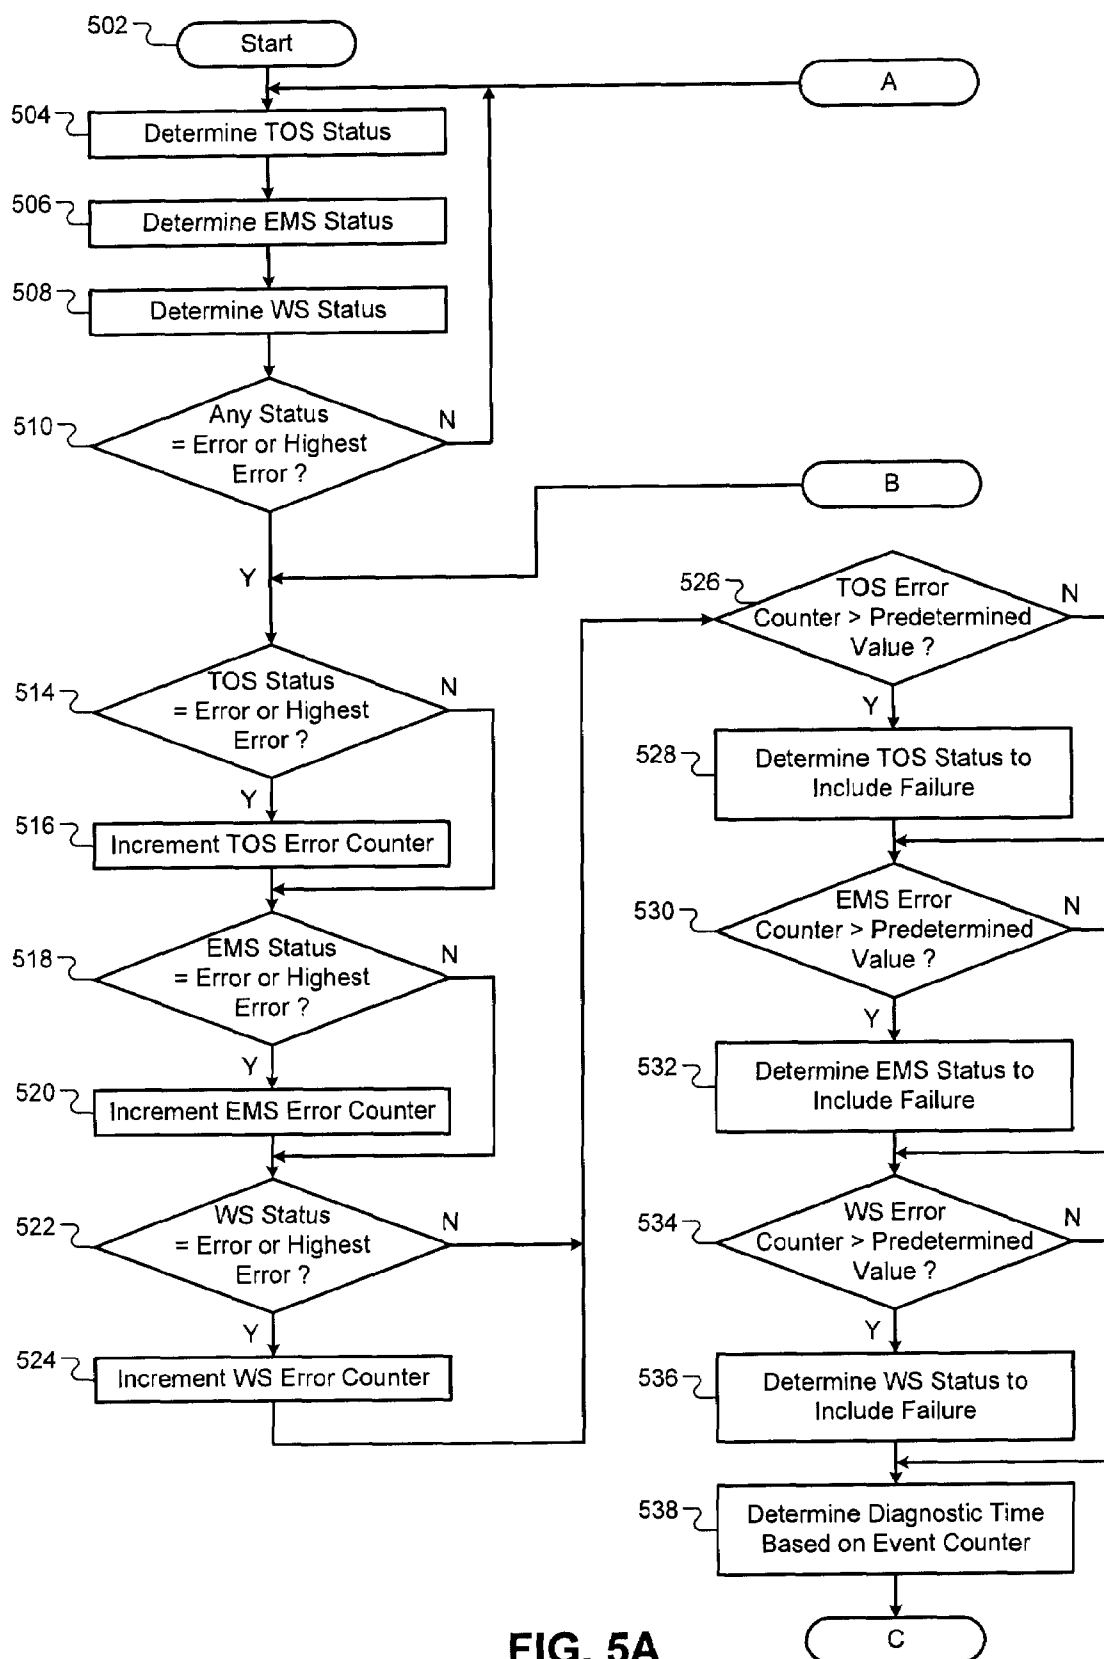 502
Start
A
504
Determine TOS Status
506
Determine EMS Status
508
Determine WS Status
510
Any Status
= Error or Highest
Error ?
N
Y
B
514
TOS Status
= Error or Highest
Error ?
N
Y
516
Increment TOS Error Counter
518
EMS Status
= Error or Highest
Error ?
N
Y
520
Increment EMS Error Counter
522
WS Status
= Error or Highest
Error ?
N
Y
524
Increment WS Error Counter
526
TOS Error
Counter > Predetermined
Value ?
N
Y
528
Determine TOS Status to
Include Failure
530
EMS Error
Counter > Predetermined
Value ?
N
Y
532
Determine EMS Status to
Include Failure
534
WS Error
Counter > Predetermined
Value ?
N
Y
536
Determine WS Status to
Include Failure
538
Determine Diagnostic Time
Based on Event Counter
C
FIG. 5A